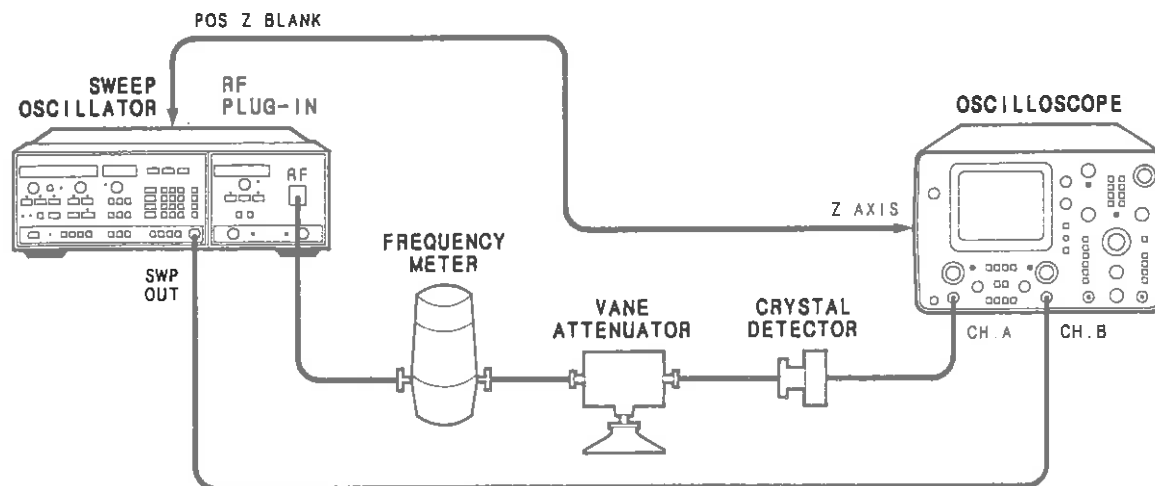 POS Z BLANK
SWEEP
OSCILLATOR
RF
PLUG-IN
OSCILLOSCOPE
RF
Z AXIS
FREQUENCY
METER
SWP
OUT
VANE
ATTENUATOR
CRYSTAL
DETECTOR
CH.A
CH.B